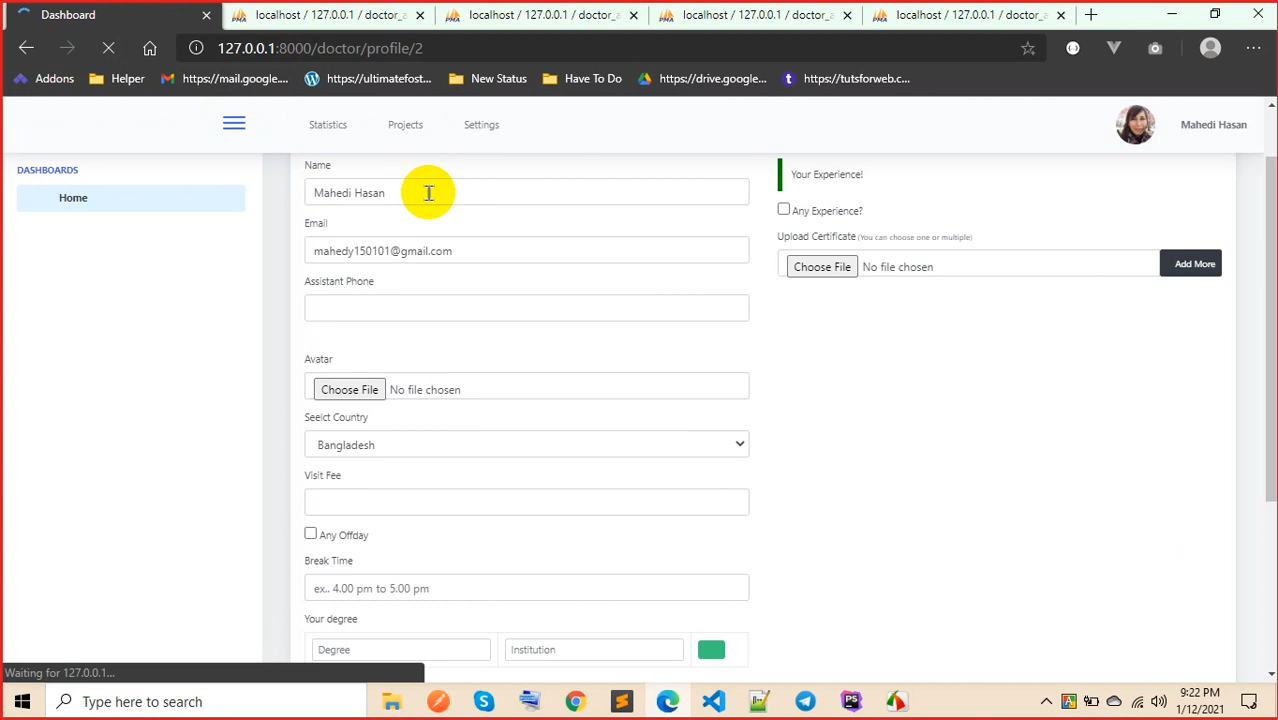 Dashboard
localhost / 127.0.0.1 / doctor_a
localhost / 127.0.0.1 / doctor_a
localhost / 127.0.0.1 / doctor_a
localhost / 127.0.0.1 / doctor_a
127.0.0.1:8000/doctor/profile/2
Addons Helper https://mail.google.... https://ultimatefost... New Status Have To Do https://drive.google... https://tutsforweb.c...
Statistics Projects Settings Mahedi Hasan
DASHBOARDS
Home
Name
Mahedi Hasan
Email
mahedy150101@gmail.com
Assistant Phone
Avatar
Choose File No file chosen
Seelct Country
Bangladesh
Visit Fee
Any Offday
Break Time
ex.. 4.00 pm to 5.00 pm
Your degree
Degree Institution
Your Experience!
Any Experience?
Upload Certificate (You can choose one or multiple)
Choose File No file chosen Add More
Waiting for 127.0.0.1...
Type here to search
9:22 PM
1/12/2021